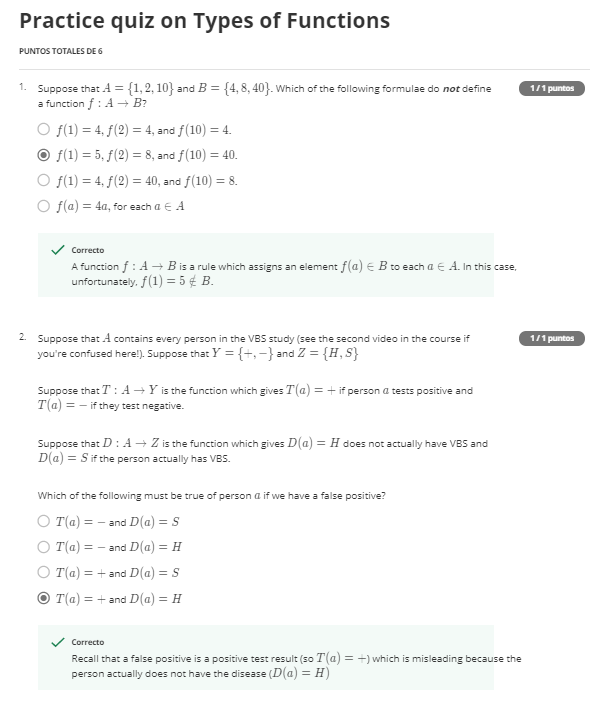 Practice quiz on Types of Functions
PUNTOS TOTALES DE 6
1. Suppose that A = {1, 2, 10} and B = {4, 8, 40}. Which of the following formulae do not define
1 / 1 puntos
a function f : A → B?
f(1) = 4, f(2) = 4, and f(10) = 4.
f(1) = 5, f(2) = 8, and f(10) = 40.
f(1) = 4, f(2) = 40, and f(10) = 8.
f(a) = 4a, for each a ∈ A
Correcto
A function f : A → B is a rule which assigns an element f(a) ∈ B to each a ∈ A. In this case,
unfortunately, f(1) = 5 ∉ B.
2. Suppose that A contains every person in the VBS study (see the second video in the course if
1 / 1 puntos
you're confused here!). Suppose that Y = {+, −} and Z = {H, S}
Suppose that T : A → Y is the function which gives T(a) = + if person a tests positive and
T(a) = − if they test negative.
Suppose that D : A → Z is the function which gives D(a) = H does not actually have VBS and
D(a) = S if the person actually has VBS.
Which of the following must be true of person a if we have a false positive?
T(a) = − and D(a) = S
T(a) = − and D(a) = H
T(a) = + and D(a) = S
T(a) = + and D(a) = H
Correcto
Recall that a false positive is a positive test result (so T(a) = +) which is misleading because the
person actually does not have the disease (D(a) = H)